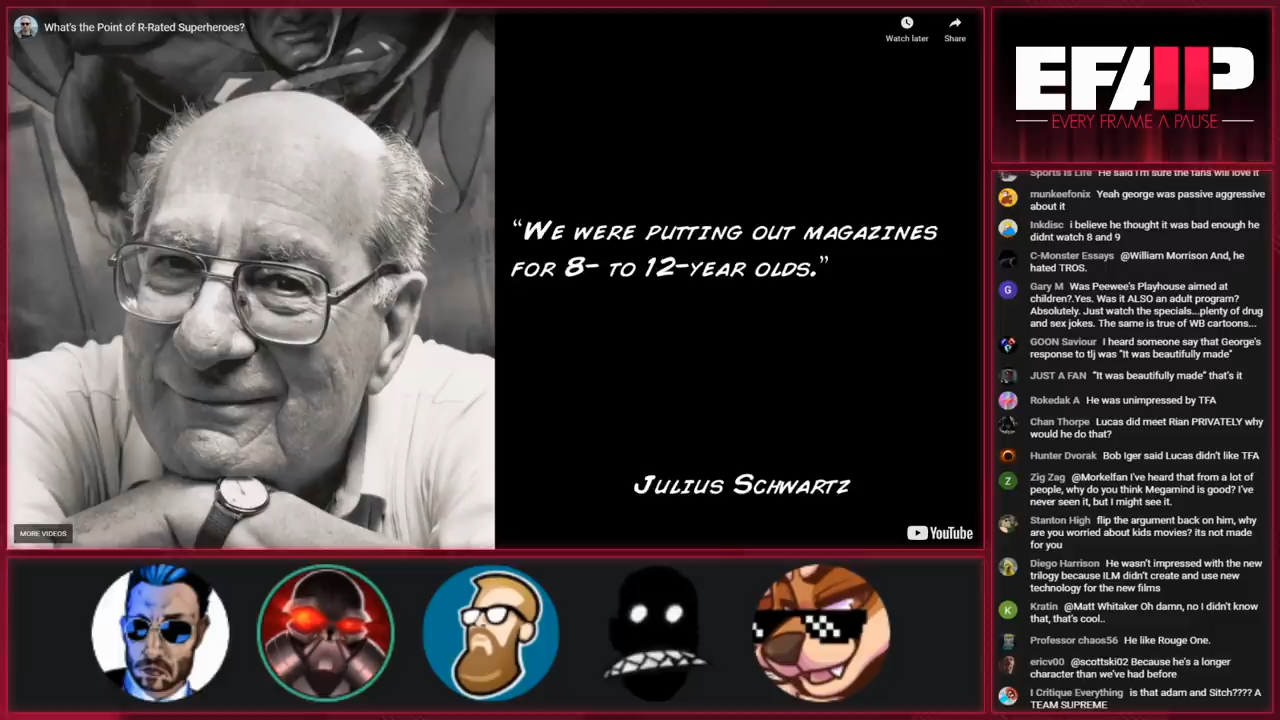 What's the Point of R-Rated Superheroes?
Watch later
Share
“WE WERE PUTTING OUT MAGAZINES
FOR 8- TO 12-YEAR OLDS.”
JULIUS SCHWARTZ
MORE VIDEOS
YouTube
EFAP
EVERY FRAME A PAUSE
Sports Is Life He said I'm sure the fans will love it
munkeefonix Yeah george was passive aggressive
about it
Inkdisc i believe he thought it was bad enough he
didnt watch 8 and 9
C-Monster Essays @William Morrison And, he
hated TROS.
G
Gary M Was Peewee's Playhouse aimed at
children?.Yes. Was it ALSO an adult program?
Absolutely. Just watch the specials...plenty of drug
and sex jokes. The same is true of WB cartoons...
GOON Saviour I heard someone say that George's
response to tlj was "It was beautifully made"
JUST A FAN "It was beautifully made" that's it
Rokedak A He was unimpressed by TFA
Chan Thorpe Lucas did meet Rian PRIVATELY why
would he do that?
Hunter Dvorak Bob Iger said Lucas didn't like TFA
Z
Zig Zag @Morkelfan I've heard that from a lot of
people, why do you think Megamind is good? I've
never seen it, but I might see it.
Stanton High flip the argument back on him, why
are you worried about kids movies? its not made
for you
Diego Harrison He wasn't impressed with the new
trilogy because ILM didn't create and use new
technology for the new films
K
Kratin @Matt Whitaker Oh damn, no I didn't know
that, that's cool..
Professor chaos56 He like Rouge One.
ericv00 @scottski02 Because he's a longer
character than we've had before
I Critique Everything is that adam and Sitch???? A
TEAM SUPREME